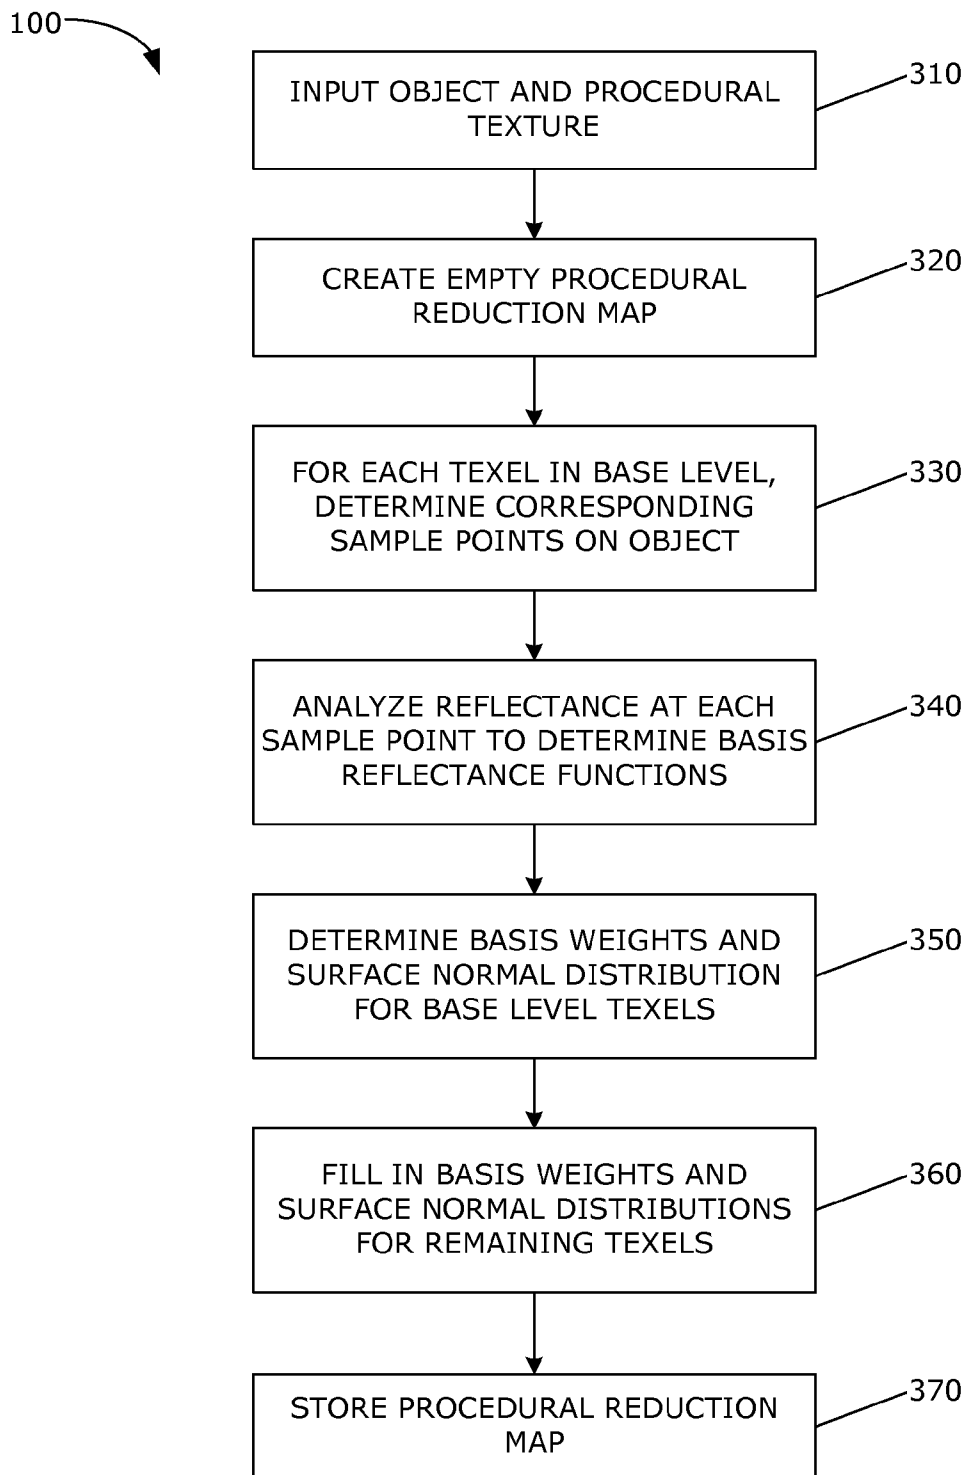 100
INPUT OBJECT AND PROCEDURAL
TEXTURE
310
CREATE EMPTY PROCEDURAL
REDUCTION MAP
320
FOR EACH TEXEL IN BASE LEVEL,
DETERMINE CORRESPONDING
SAMPLE POINTS ON OBJECT
330
ANALYZE REFLECTANCE AT EACH
SAMPLE POINT TO DETERMINE BASIS
REFLECTANCE FUNCTIONS
340
DETERMINE BASIS WEIGHTS AND
SURFACE NORMAL DISTRIBUTION
FOR BASE LEVEL TEXELS
350
FILL IN BASIS WEIGHTS AND
SURFACE NORMAL DISTRIBUTIONS
FOR REMAINING TEXELS
360
STORE PROCEDURAL REDUCTION
MAP
370